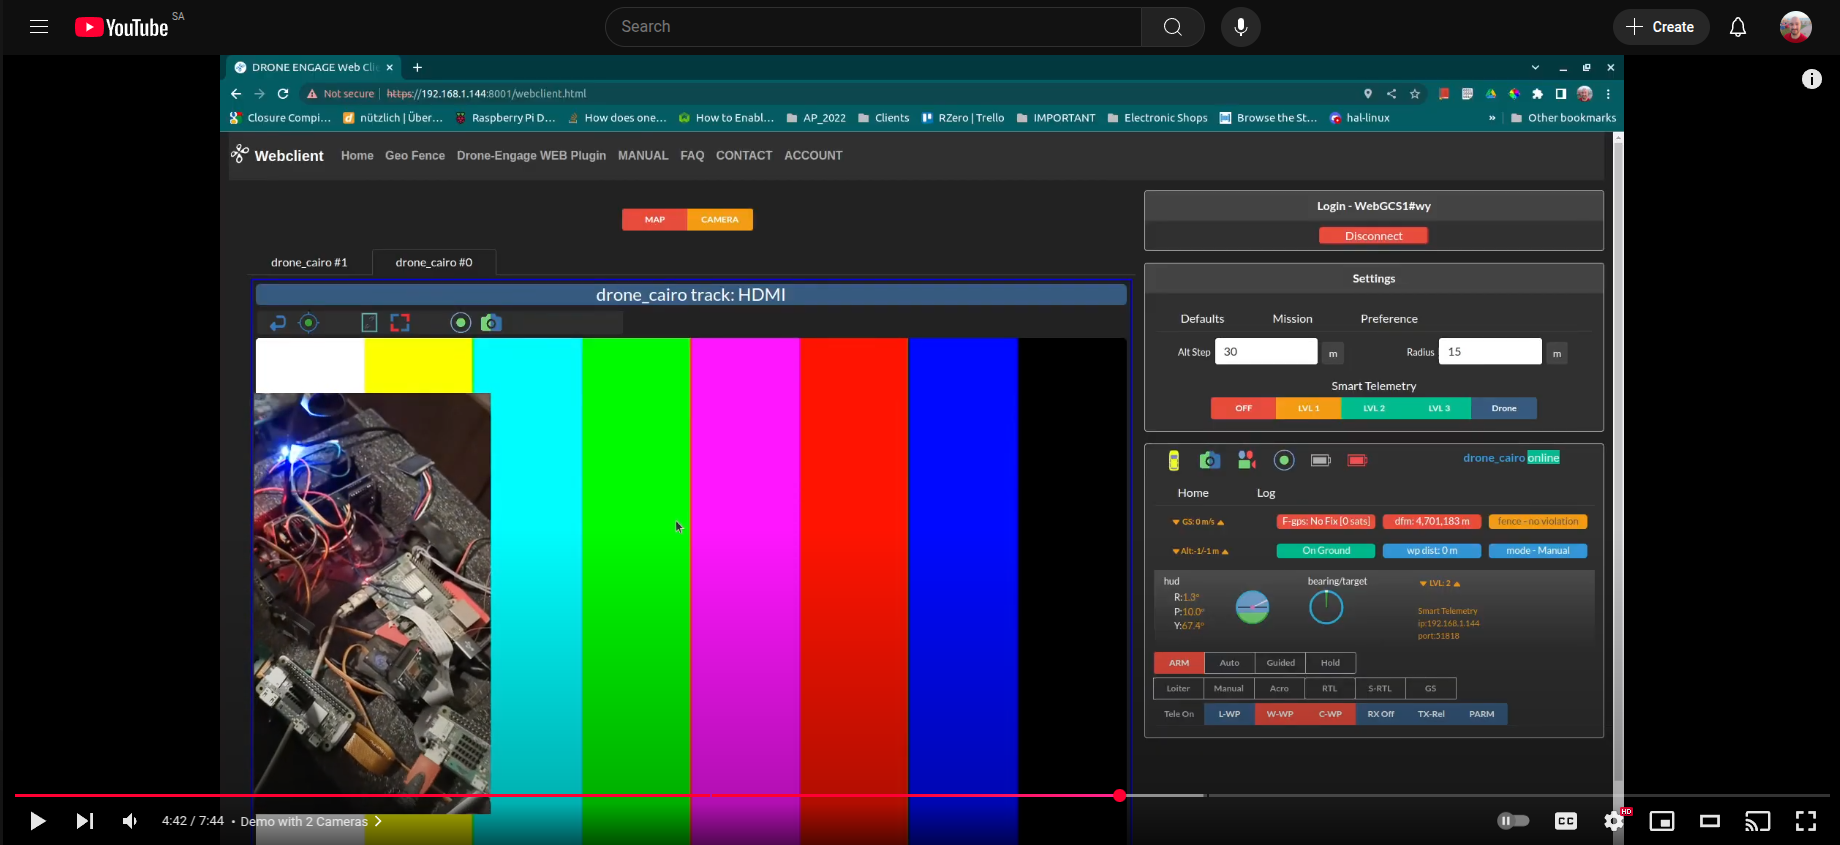 YouTube SA
Search
Create
DRONE ENGAGE Web Cli
Not secure https://192.168.1.144:8001/webclient.html
Closure Compi... nützlich | Über... Raspberry Pi D... How does one... How to Enabl... AP_2022 Clients RZero | Trello IMPORTANT Electronic Shops Browse the St... hal-linux » Other bookmarks
Webclient Home Geo Fence Drone-Engage WEB Plugin MANUAL FAQ CONTACT ACCOUNT
MAP CAMERA
drone_cairo #1 drone_cairo #0
drone_cairo track: HDMI
Login - WebGCS1#wy
Disconnect
Settings
Defaults Mission Preference
Alt Step 30 m Radius 15 m
Smart Telemetry
OFF LVL 1 LVL 2 LVL 3 Drone
drone_cairo online
Home Log
GS: 0 m/s F-gps: No Fix [0 sats] dfm: 4,701,183 m fence - no violation
Alt:-1/-1 m On Ground wp dist: 0 m mode - Manual
hud bearing/target LVL: 2
R:1.3°
P:10.0°
Y:67.4°
Smart Telemetry
ip:192.168.1.144
port:51818
ARM Auto Guided Hold
Loiter Manual Acro RTL S-RTL GS
Tele On L-WP W-WP C-WP RX Off TX-Rel PARM
4:42 / 7:44 • Demo with 2 Cameras
CC HD